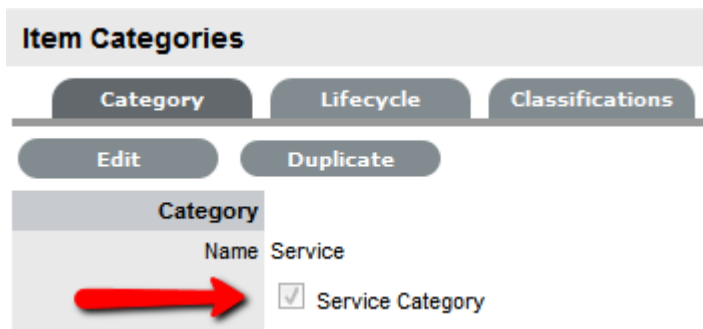 Item Categories
Category Lifecycle Classifications
Edit Duplicate
Category
Name Service
Service Category